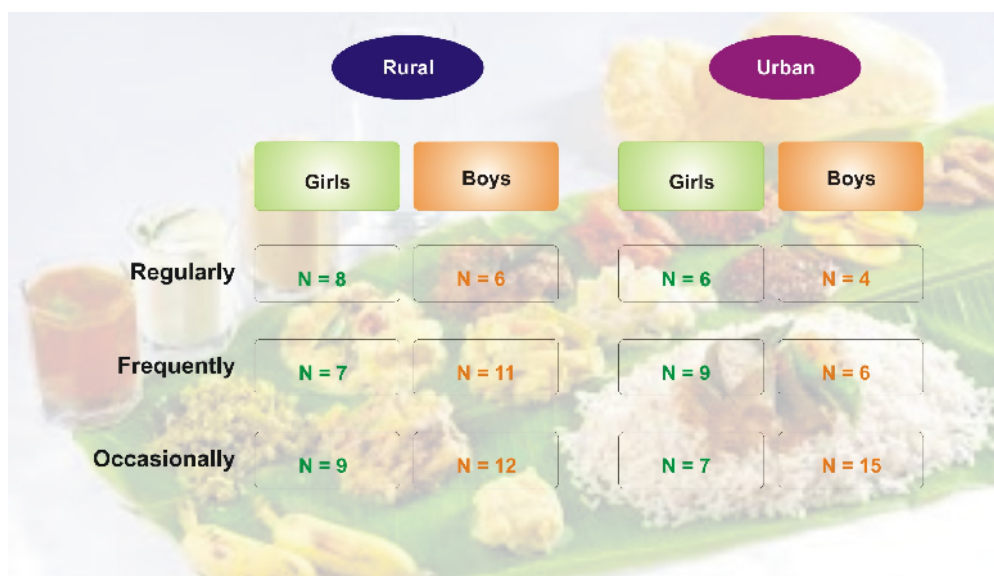 Rural Urban
Girls Boys Girls Boys
Regularly N = 8 N = 6 N = 6 N = 4
Frequently N = 7 N = 11 N = 9 N = 6
Occasionally N = 9 N = 12 N = 7 N = 15